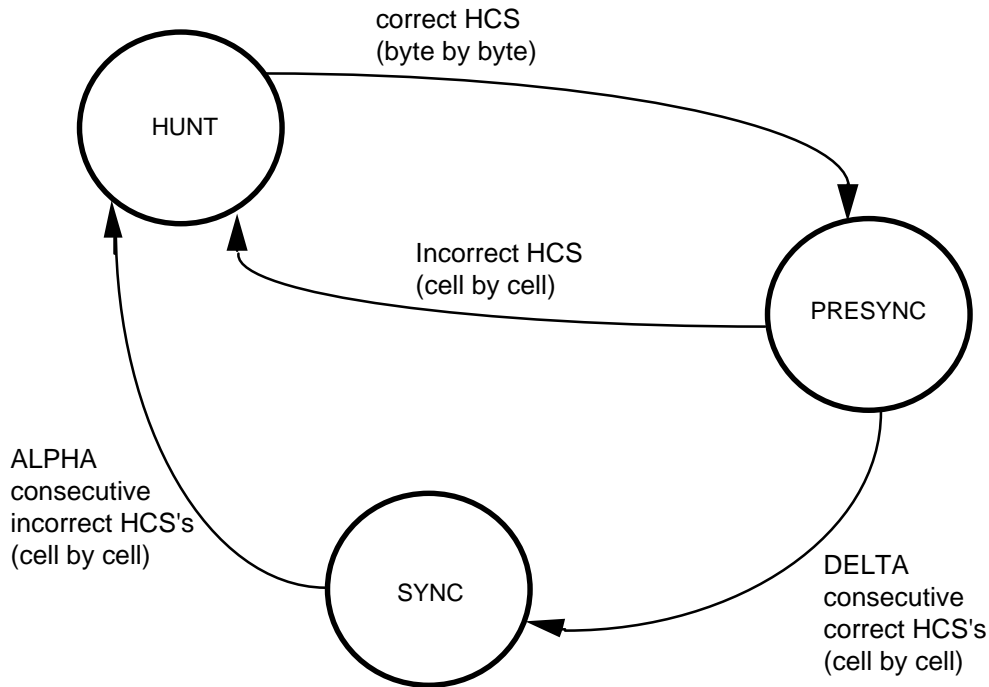 correct HCS
(byte by byte)
HUNT
Incorrect HCS
(cell by cell)
PRESYNC
ALPHA
consecutive
incorrect HCS's
(cell by cell)
SYNC
DELTA
consecutive
correct HCS's
(cell by cell)